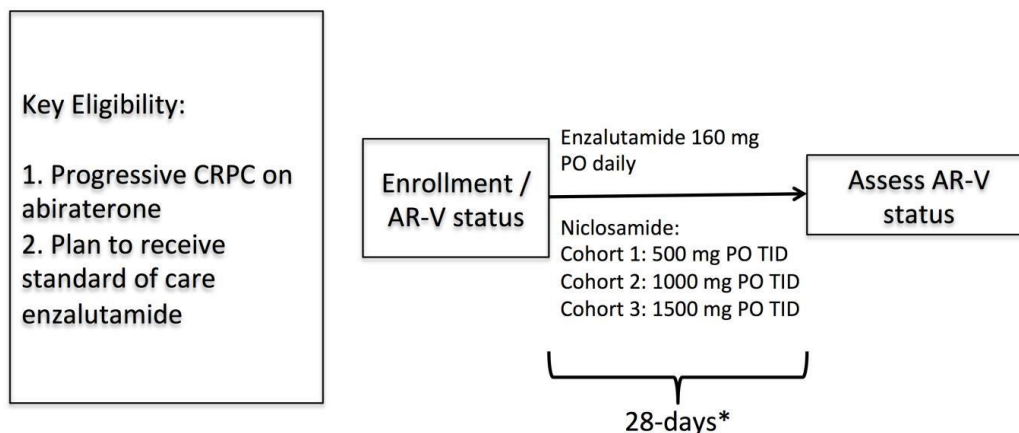 Key Eligibility:
1. Progressive CRPC on
abiraterone
2. Plan to receive
standard of care
enzalutamide
Enrollment /
AR-V status
Enzalutamide 160 mg
PO daily
Niclosamide:
Cohort 1: 500 mg PO TID
Cohort 2: 1000 mg PO TID
Cohort 3: 1500 mg PO TID
28-days*
Assess AR-V
status